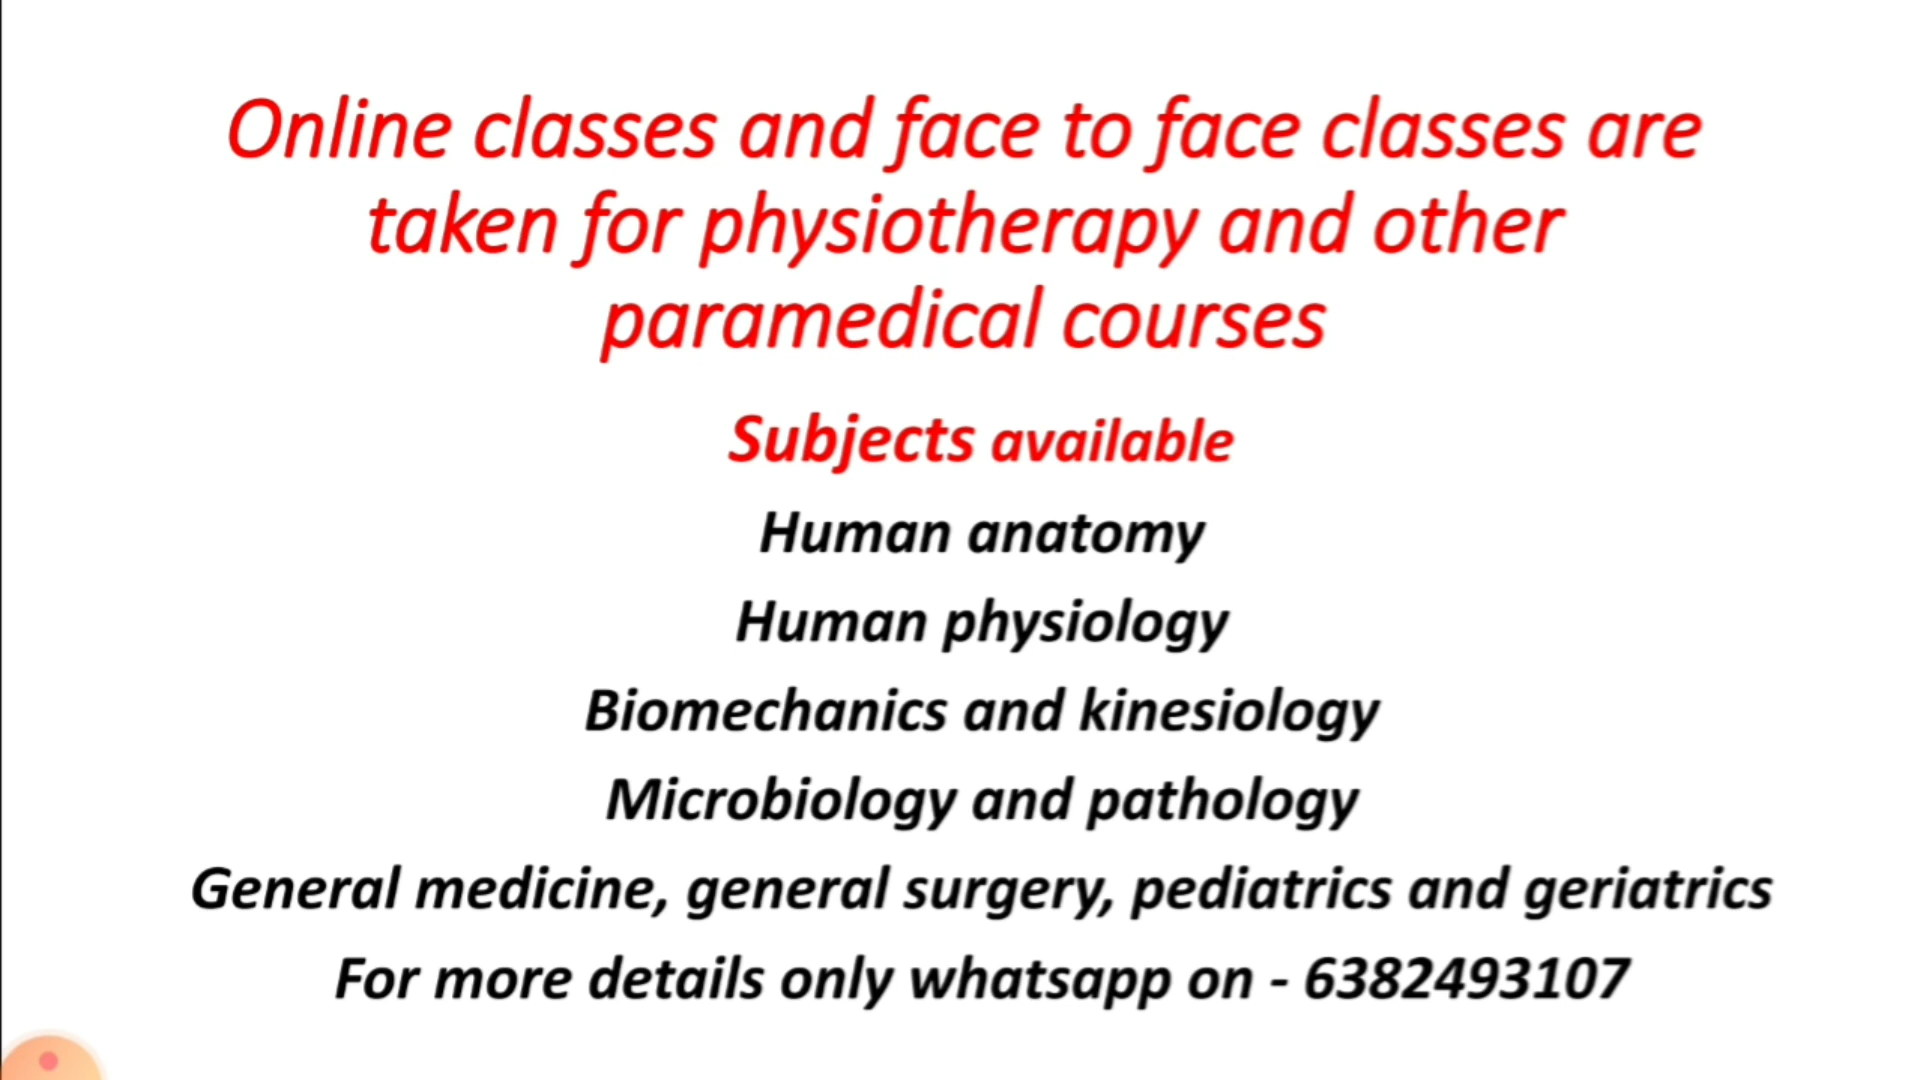 Online classes and face to face classes are
taken for physiotherapy and other
paramedical courses
Subjects available
Human anatomy
Human physiology
Biomechanics and kinesiology
Microbiology and pathology
General medicine, general surgery, pediatrics and geriatrics
For more details only whatsapp on - 6382493107